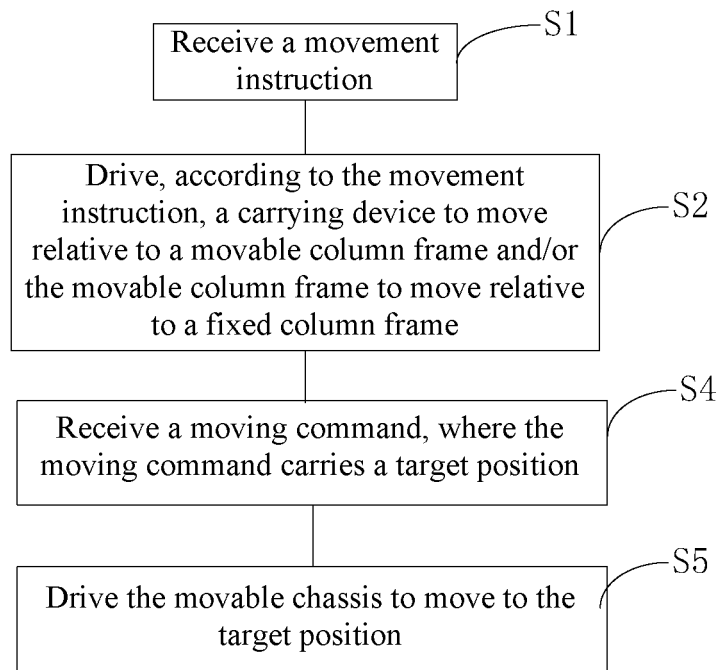 S1
Receive a movement
instruction
S2
Drive, according to the movement
instruction, a carrying device to move
relative to a movable column frame and/or
the movable column frame to move relative
to a fixed column frame
S4
Receive a moving command, where the
moving command carries a target position
S5
Drive the movable chassis to move to the
target position